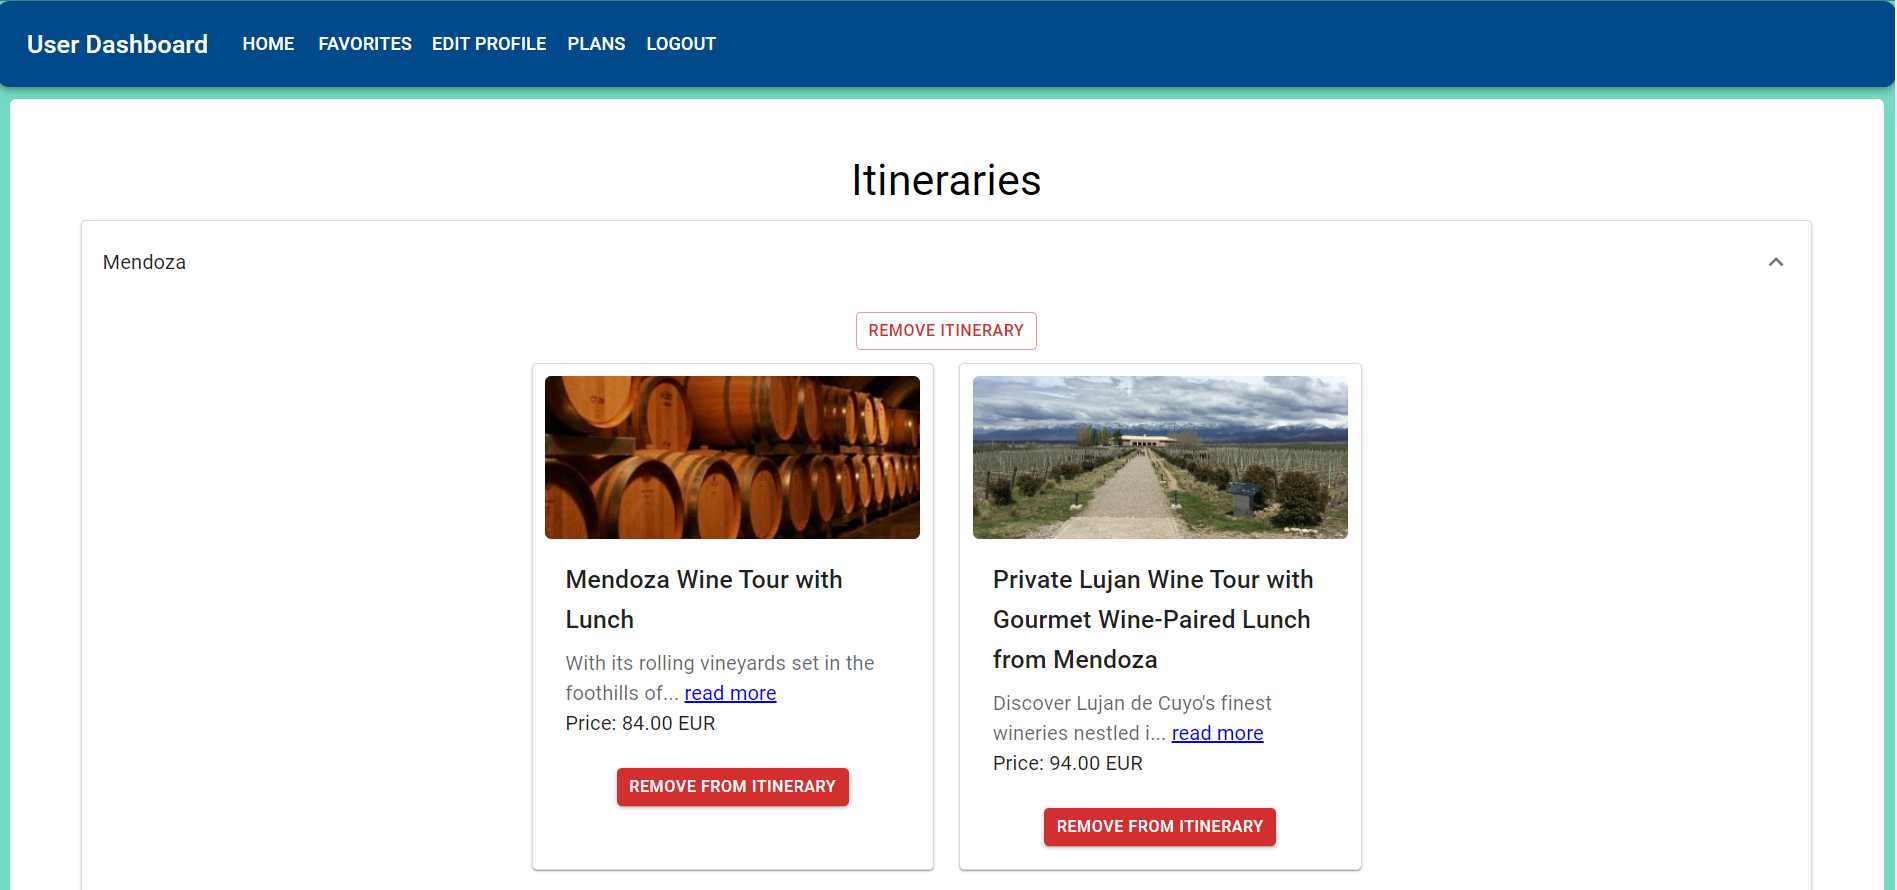 User Dashboard HOME FAVORITES EDIT PROFILE PLANS LOGOUT
Itineraries
Mendoza
REMOVE ITINERARY
Mendoza Wine Tour with
Lunch
With its rolling vineyards set in the
foothills of... read more
Price: 84.00 EUR
REMOVE FROM ITINERARY
Private Lujan Wine Tour with
Gourmet Wine-Paired Lunch
from Mendoza
Discover Lujan de Cuyo's finest
wineries nestled i... read more
Price: 94.00 EUR
REMOVE FROM ITINERARY